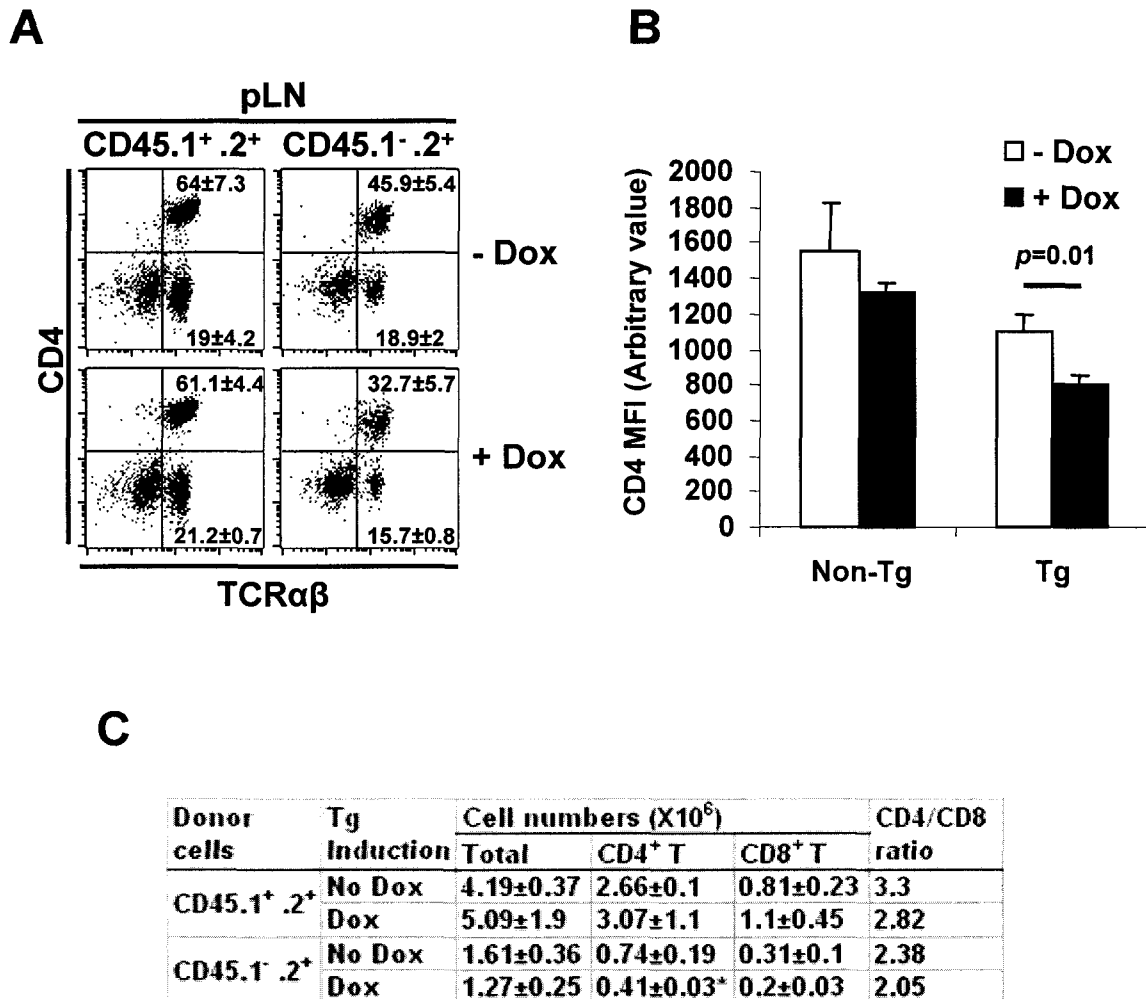 A
pLN
CD45.1⁺ .2⁺ CD45.1⁻ .2⁺
64±7.3 45.9±5.4
- Dox
19±4.2 18.9±2
CD4
61.1±4.4 32.7±5.7
+ Dox
21.2±0.7 15.7±0.8
TCRαβ
B
- Dox
+ Dox
p=0.01
CD4 MFI (Arbitrary value)
2000
1800
1600
1400
1200
1000
800
600
400
200
0
Non-Tg Tg
C
Donor cells Tg Induction Cell numbers (X10⁶) CD4/CD8 ratio
Total CD4⁺ T CD8⁺ T
CD45.1⁺ .2⁺ No Dox 4.19±0.37 2.66±0.1 0.81±0.23 3.3
Dox 5.09±1.9 3.07±1.1 1.1±0.45 2.82
CD45.1⁻ .2⁺ No Dox 1.61±0.36 0.74±0.19 0.31±0.1 2.38
Dox 1.27±0.25 0.41±0.03* 0.2±0.03 2.05